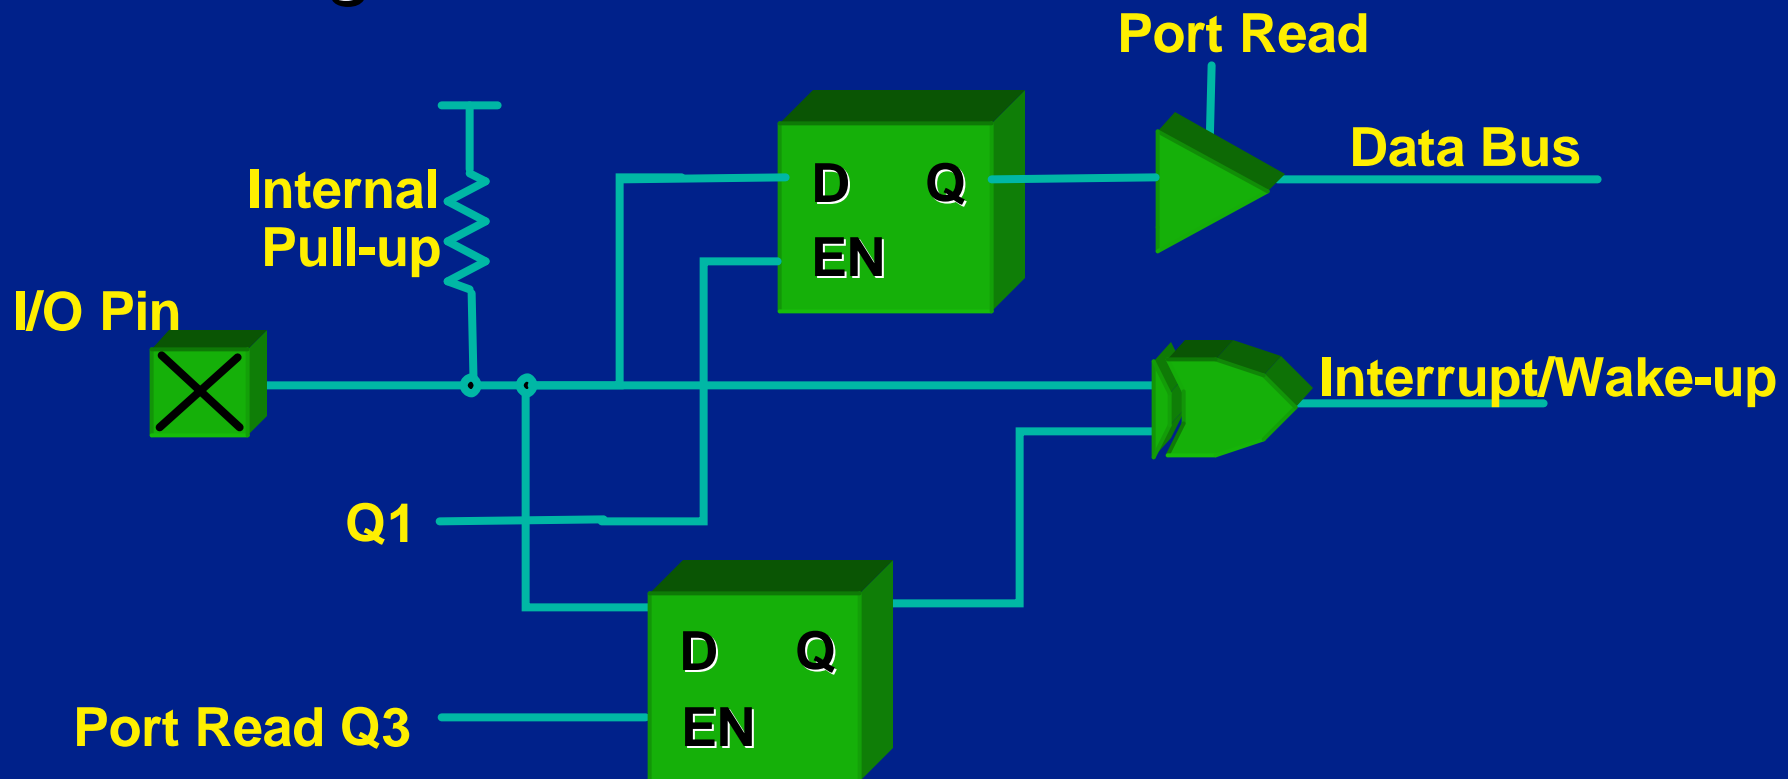 Port Read
Data Bus
Internal
Pull-up
D Q
EN
I/O Pin
Interrupt/Wake-up
Q1
D Q
EN
Port Read Q3